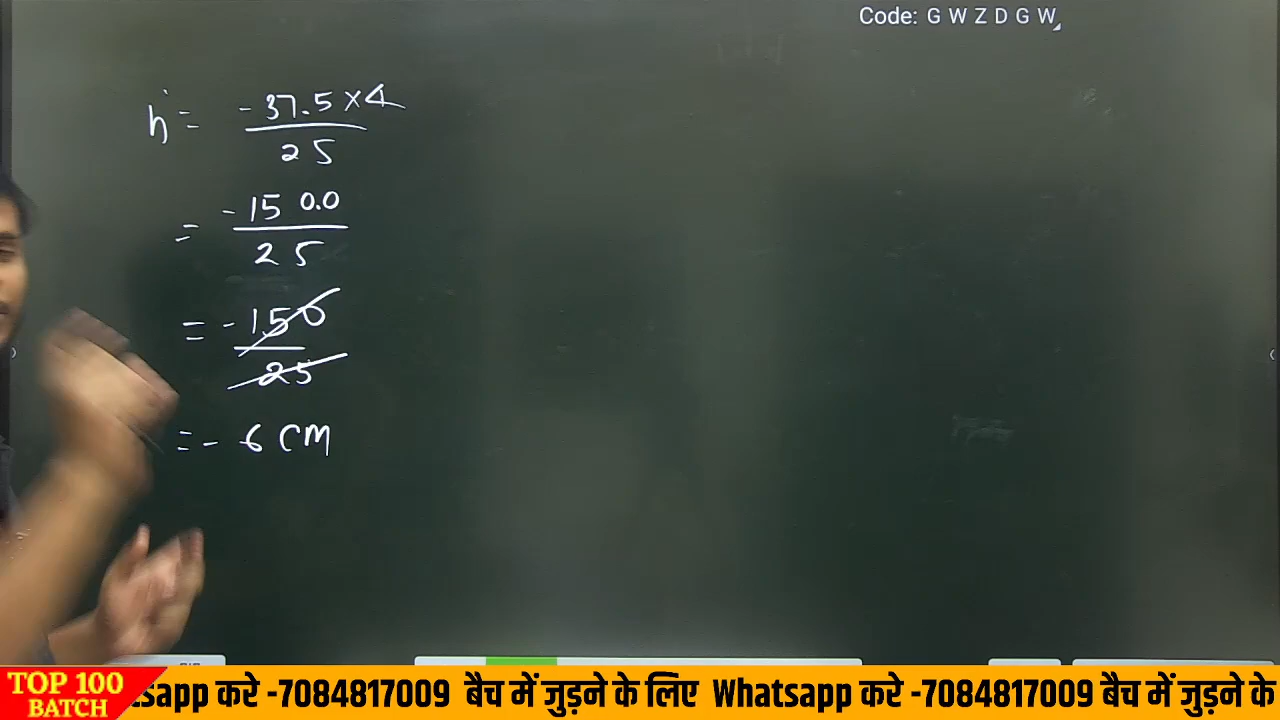 Code: G W Z D G W
h' = -37.5 × 4
25
= -150.0
25
= -150
25
= - 6 CM
TOP 100
BATCH
tsapp करे -7084817009 बैच में जुड़ने के लिए Whatsapp करे -7084817009 बैच में जुड़ने के